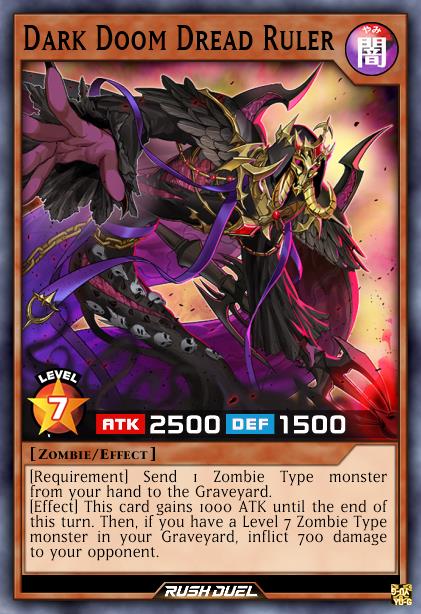 DARK DOOM DREAD RULER
やみ
闇
LEVEL
7
ATK 2500 DEF 1500
[ZOMBIE/EFFECT]
[Requirement] Send 1 Zombie Type monster
from your hand to the Graveyard.
[Effect] This card gains 1000 ATK until the end of
this turn. Then, if you have a Level 7 Zombie Type
monster in your Graveyard, inflict 700 damage
to your opponent.
RUSH DUEL